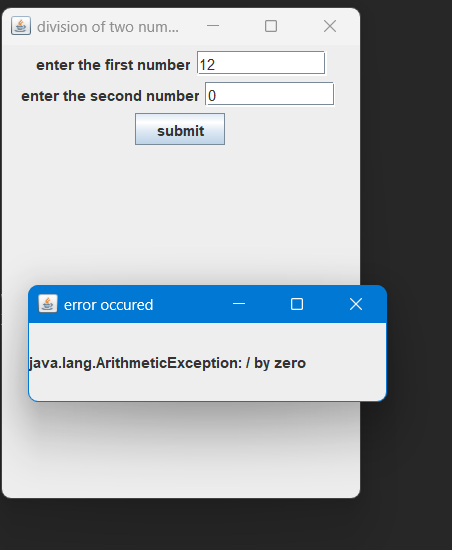 division of two num...
enter the first number 12
enter the second number 0
submit
error occured
java.lang.ArithmeticException: / by zero